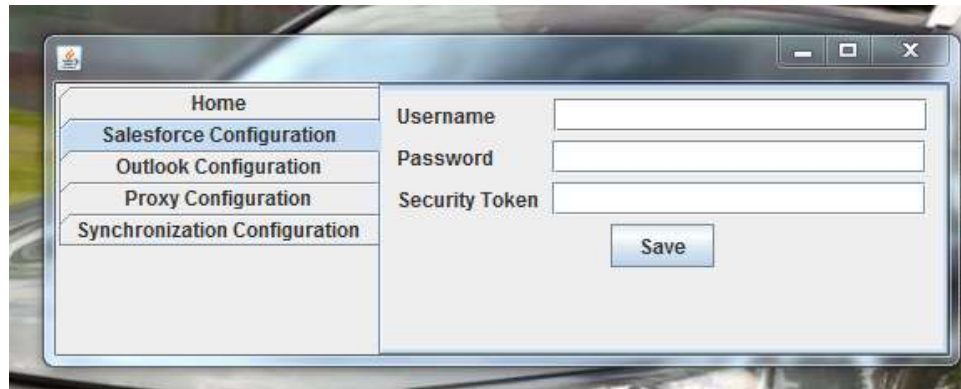 Home
Salesforce Configuration
Outlook Configuration
Proxy Configuration
Synchronization Configuration
Username
Password
Security Token
Save